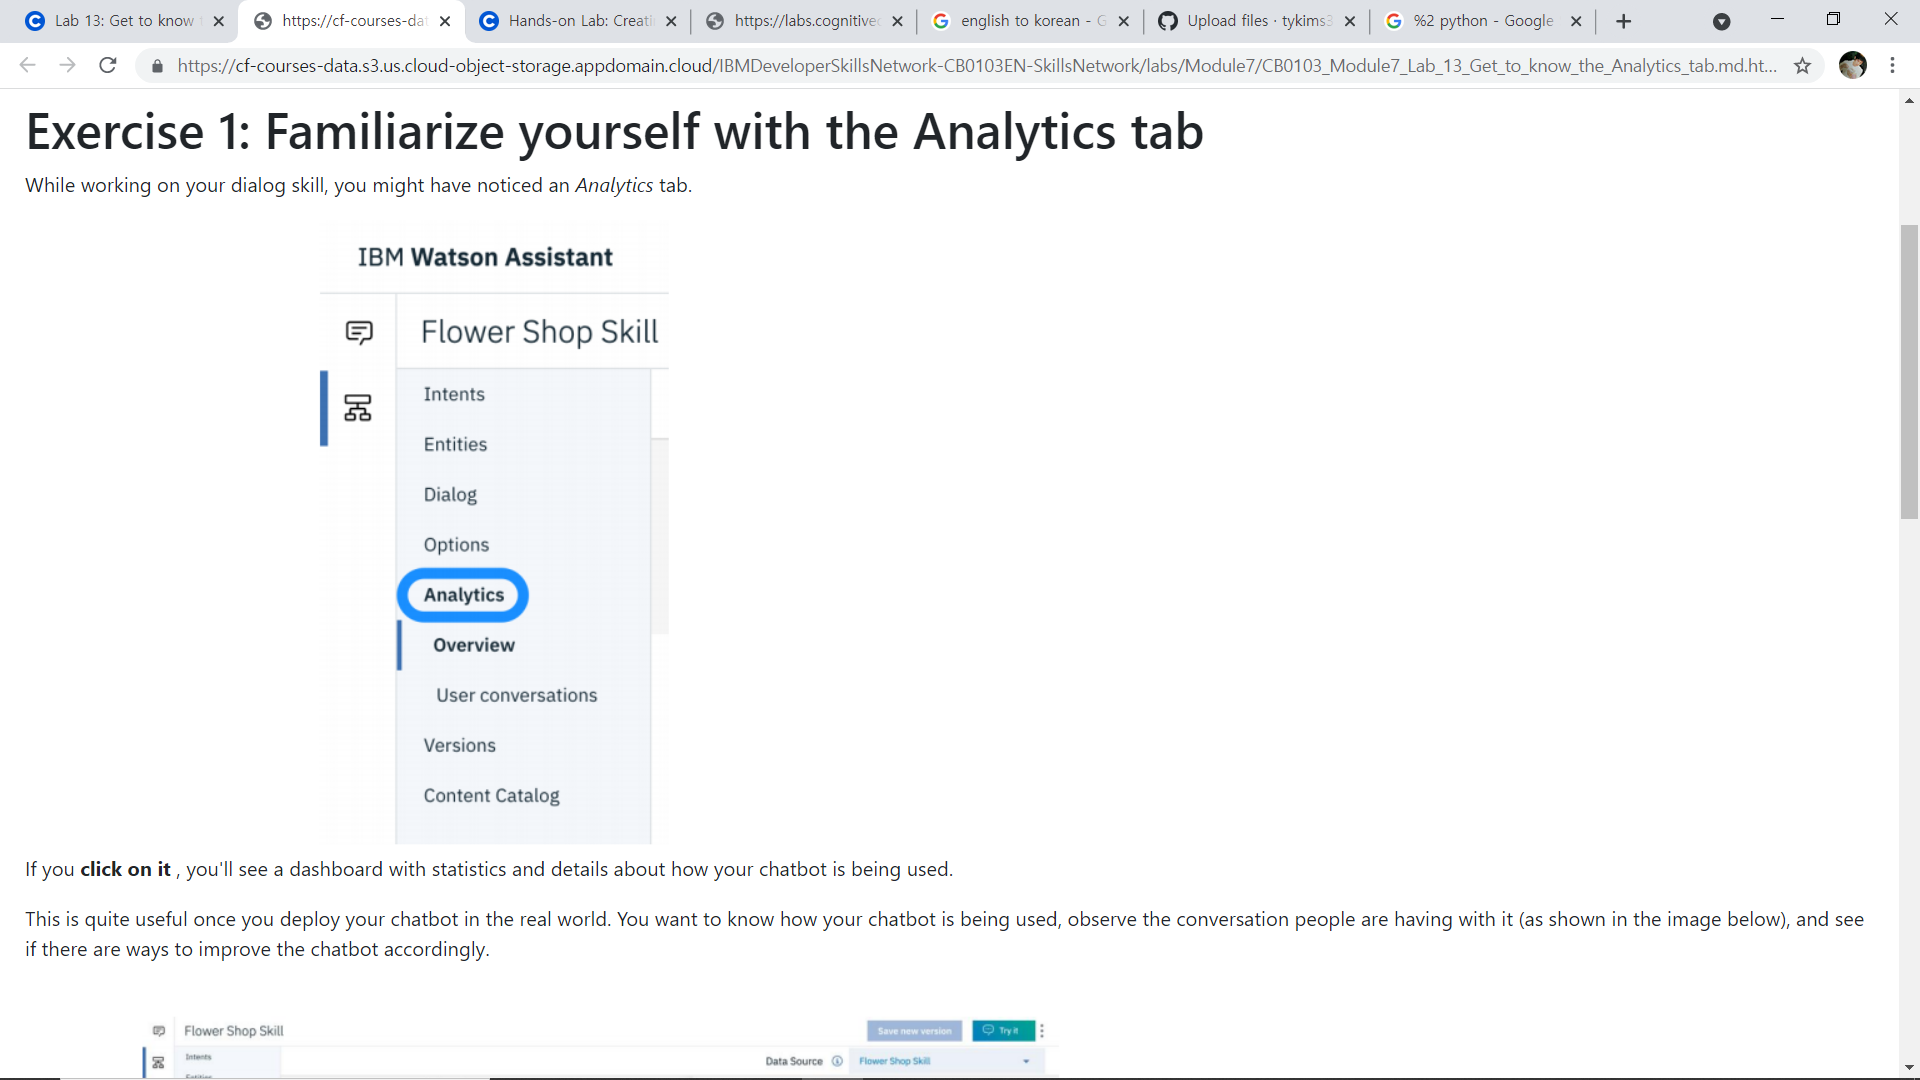 Lab 13: Get to know
https://cf-courses-dat
Hands-on Lab: Creati
https://labs.cognitivec
english to korean - G
Upload files · tykims3
%2 python - Google
https://cf-courses-data.s3.us.cloud-object-storage.appdomain.cloud/IBMDeveloperSkillsNetwork-CB0103EN-SkillsNetwork/labs/Module7/CB0103_Module7_Lab_13_Get_to_know_the_Analytics_tab.md.ht...
Exercise 1: Familiarize yourself with the Analytics tab
While working on your dialog skill, you might have noticed an Analytics tab.
IBM Watson Assistant
Flower Shop Skill
Intents
Entities
Dialog
Options
Analytics
Overview
User conversations
Versions
Content Catalog
If you click on it , you'll see a dashboard with statistics and details about how your chatbot is being used.
This is quite useful once you deploy your chatbot in the real world. You want to know how your chatbot is being used, observe the conversation people are having with it (as shown in the image below), and see
if there are ways to improve the chatbot accordingly.
Flower Shop Skill
Save new version
Try it
Intents
Data Source
Flower Shop Skill
Entities